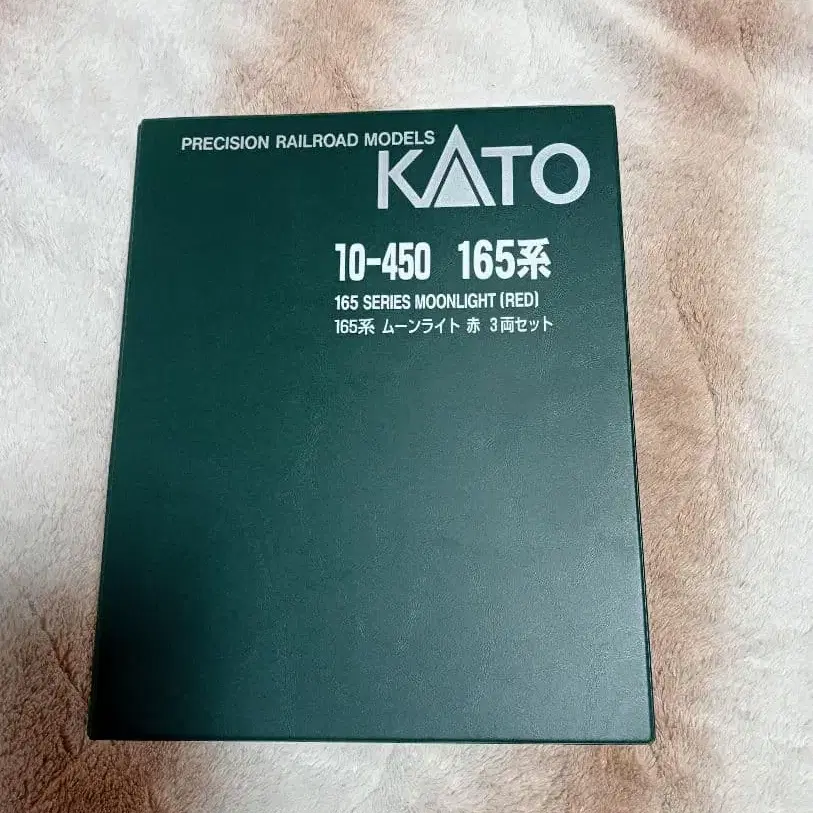 PRECISION RAILROAD MODELS
KATO
10-450 165系
165 SERIES MOONLIGHT (RED)
165系 ムーンライト 赤 3両セット